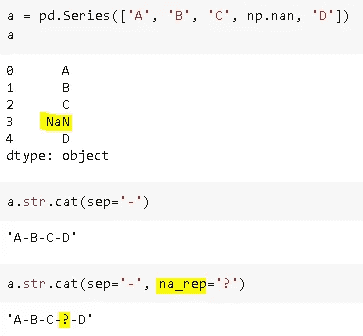 a = pd.Series(['A', 'B', 'C', np.nan, 'D'])
a
0 A
1 B
2 C
3 NaN
4 D
dtype: object
a.str.cat(sep='-')
'A-B-C-D'
a.str.cat(sep='-', na_rep='?')
'A-B-C-?-D'